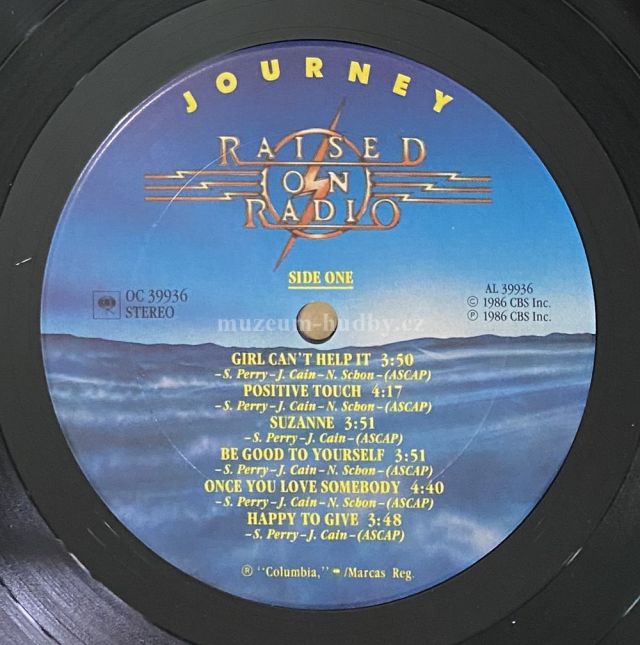 JOURNEY
RAISED
ON
RADIO
SIDE ONE
OC 39936
STEREO
AL 39936
© 1986 CBS Inc.
℗ 1986 CBS Inc.
muzeum-hudby.cz
GIRL CAN'T HELP IT 3:50
–S. Perry–J. Cain–N. Schon–(ASCAP)
POSITIVE TOUCH 4:17
–S. Perry–J. Cain–N. Schon–(ASCAP)
SUZANNE 3:51
–S. Perry–J. Cain–(ASCAP)
BE GOOD TO YOURSELF 3:51
–S. Perry–J. Cain–N. Schon–(ASCAP)
ONCE YOU LOVE SOMEBODY 4:40
–S. Perry–J. Cain–N. Schon–(ASCAP)
HAPPY TO GIVE 3:48
–S. Perry–J. Cain–(ASCAP)
® "Columbia," /Marcas Reg.